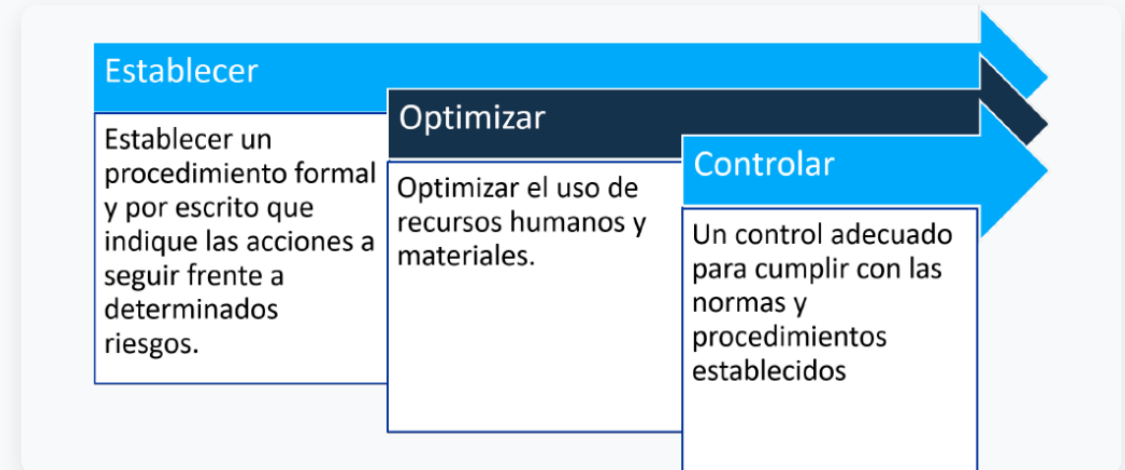 Establecer
Establecer un
procedimiento formal
y por escrito que
indique las acciones a
seguir frente a
determinados
riesgos.
Optimizar
Optimizar el uso de
recursos humanos y
materiales.
Controlar
Un control adecuado
para cumplir con las
normas y
procedimientos
establecidos